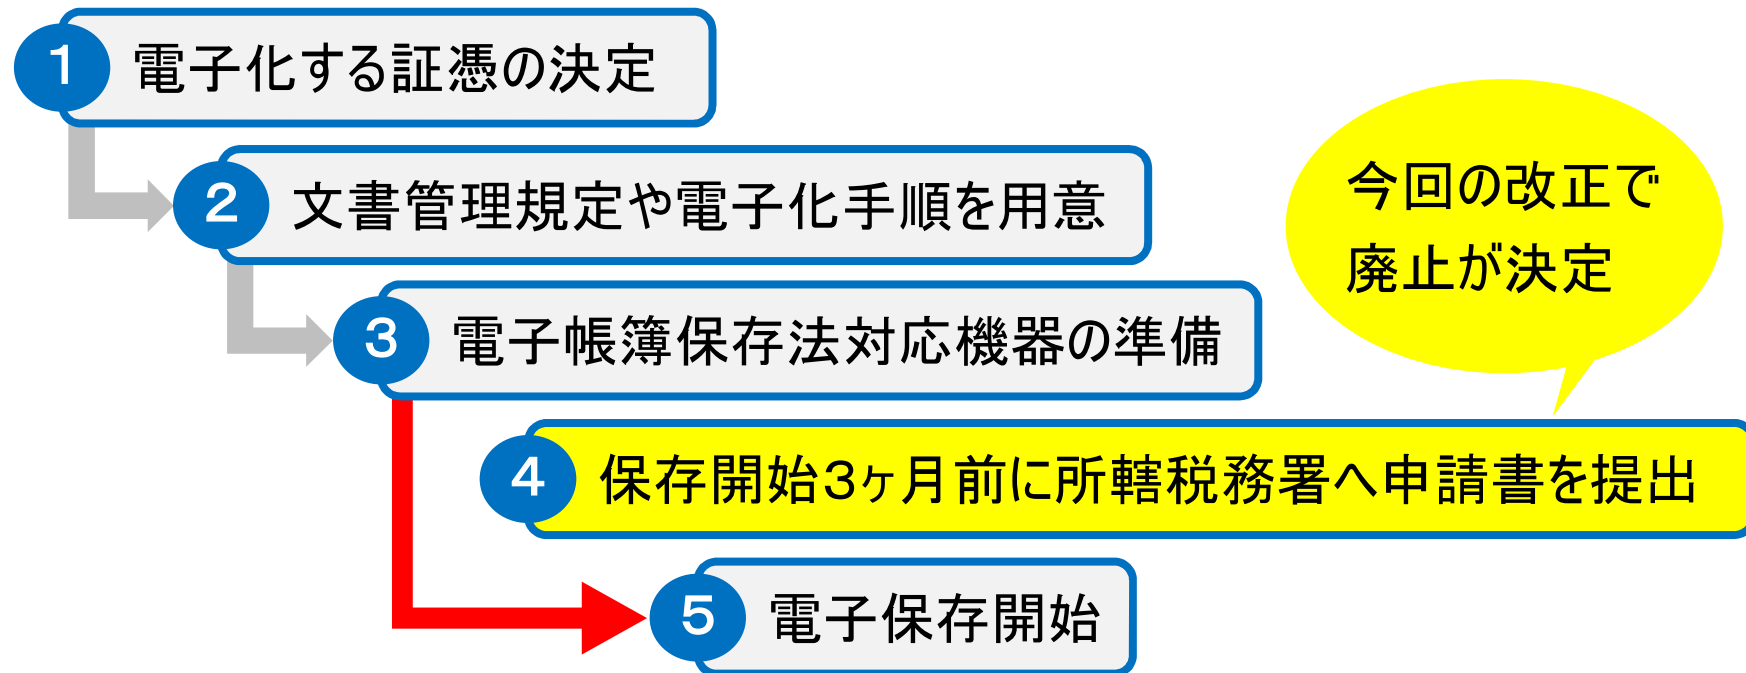 1 電子化する証憑の決定
2 文書管理規定や電子化手順を用意
今回の改正で
廃止が決定
3 電子帳簿保存法対応機器の準備
4 保存開始3ヶ月前に所轄税務署へ申請書を提出
5 電子保存開始